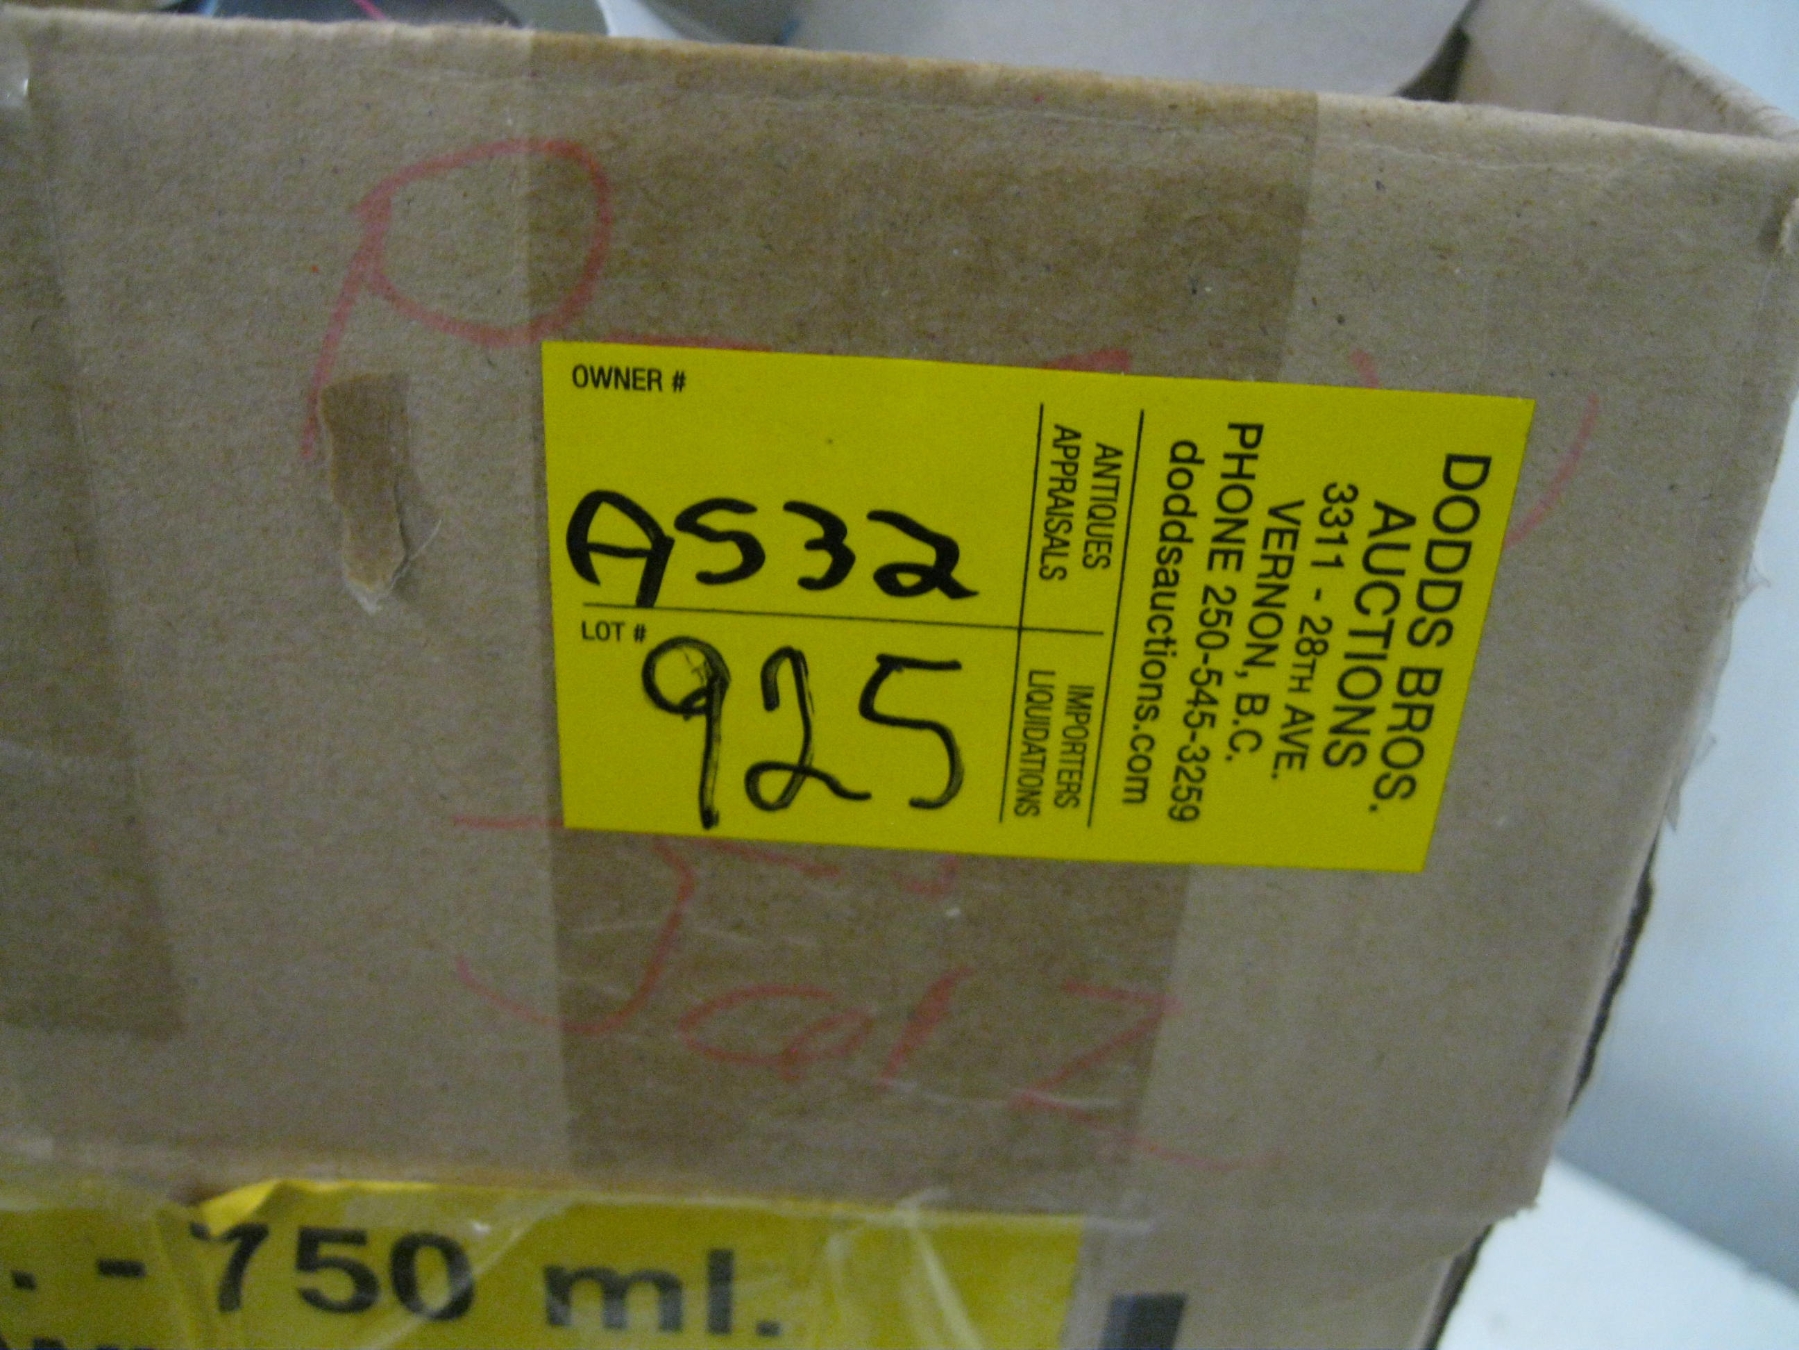 DODDS BROS.
AUCTIONS
3311 - 28TH AVE.
VERNON, B.C.
PHONE 250-545-3259
doddsauctions.com
ANTIQUES
APPRAISALS
IMPORTERS
LIQUIDATIONS
OWNER #
A532
LOT #
925
. - 750 ml.